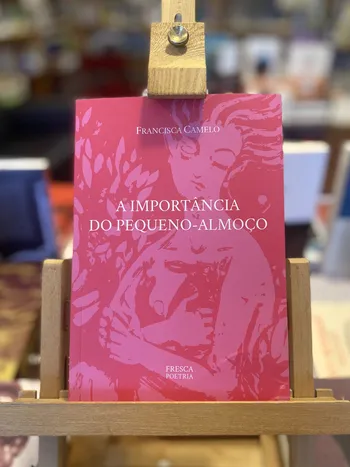 FRANCISCA CAMELO
A IMPORTÂNCIA
DO PEQUENO-ALMOÇO
FRESCA
POETRIA